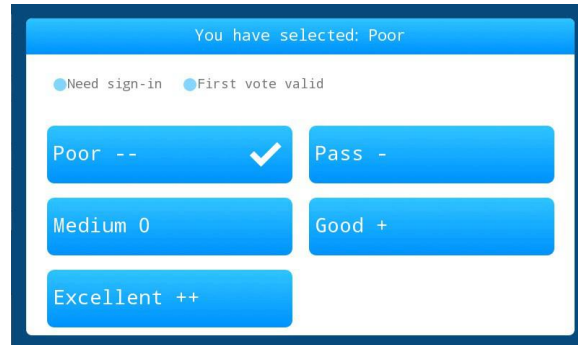 You have selected: Poor
Need sign-in First vote valid
Poor --
Pass -
Medium 0
Good +
Excellent ++